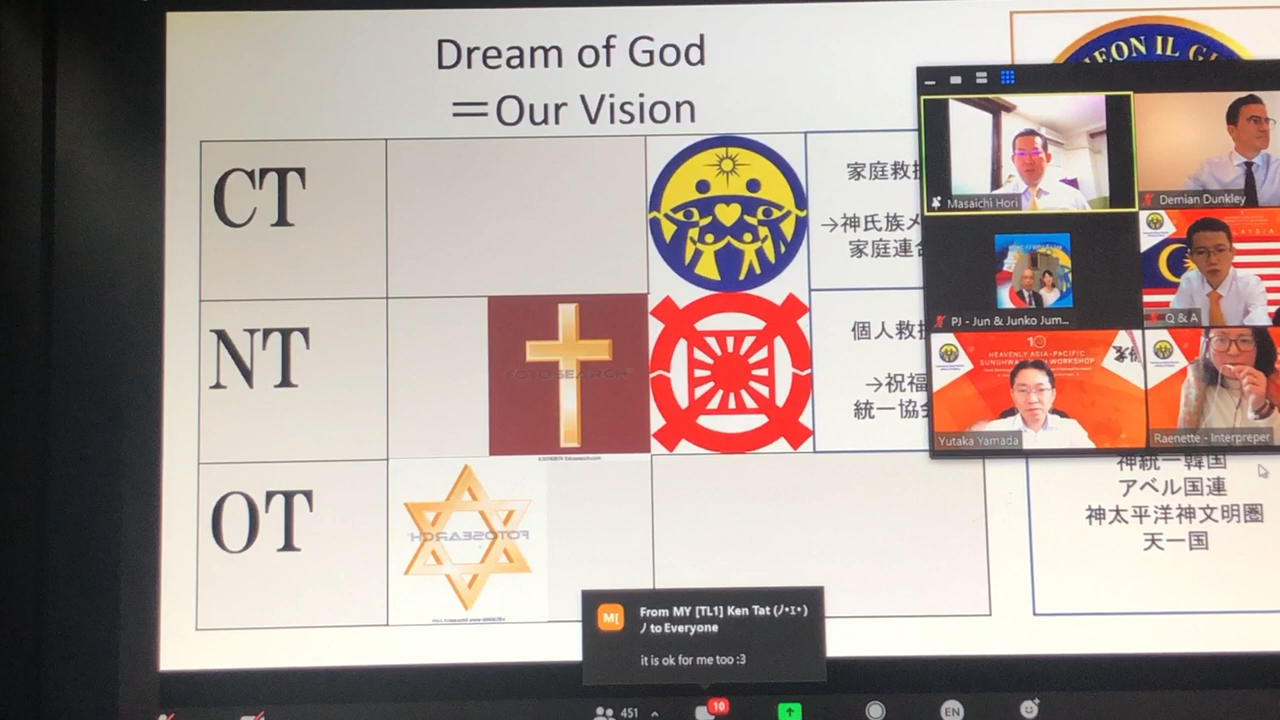 Dream of God
＝Our Vision
CT
家庭救
→神氏族
家庭連
NT
FOTOSEARCH
個人救
→祝福
統一協
OT
FOTOSEARCH
神統一韓国
アベル国連
神太平洋神文明圏
天一国
EON IL G
Masaichi Hori
Demian Dunkley
PJ - Jun & Junko Jum...
Q & A
HEAVENLY ASIA-PACIFIC
Yutaka Yamada
Raenette - Interpreper
M[
From MY [TL1] Ken Tat (ﾉ･ｪ･)
ﾉ to Everyone
it is ok for me too :3
451
10
EN